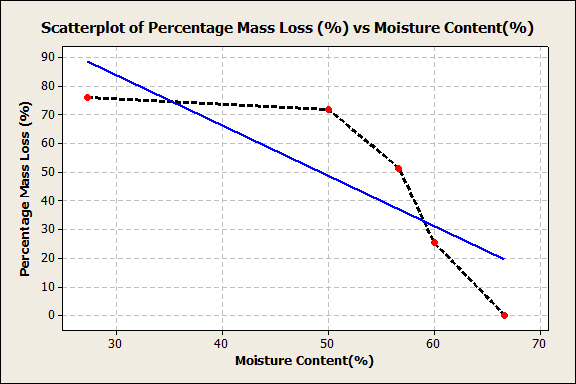 Scatterplot of Percentage Mass Loss (%) vs Moisture Content(%)
90
80
70
60
50
40
30
20
10
0
Percentage Mass Loss (%)
30 40 50 60 70
Moisture Content(%)